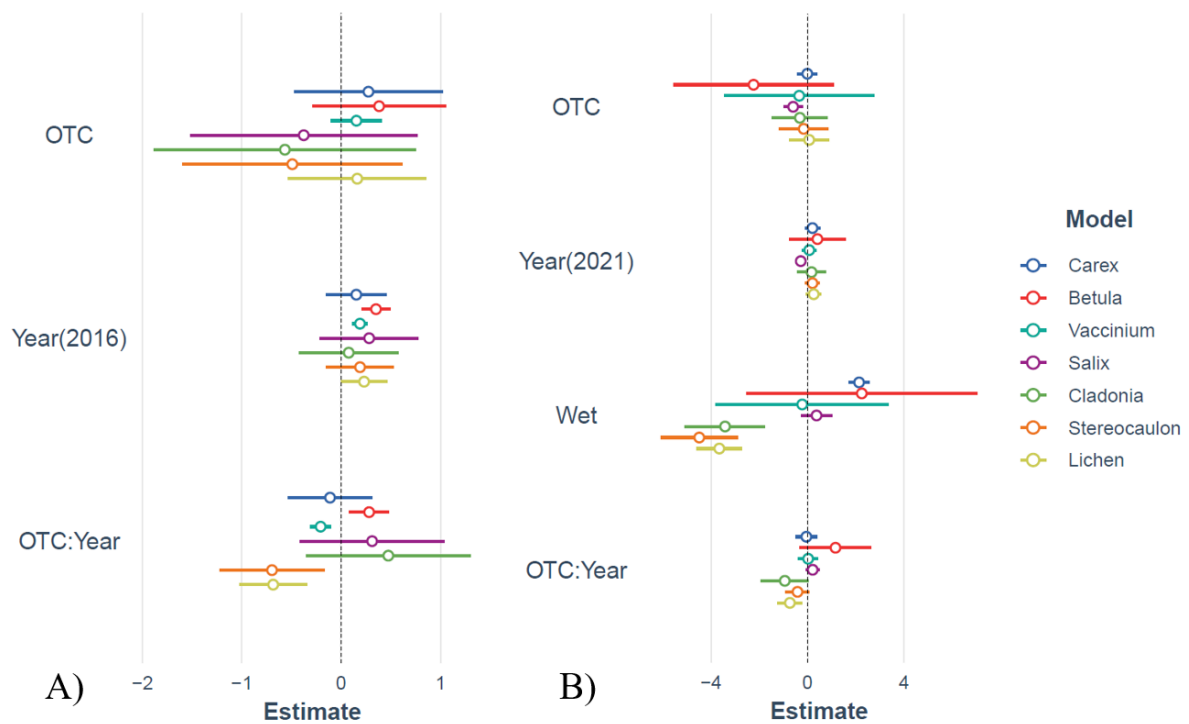 OTC
Year(2016)
OTC:Year
−2
−1
0
1
A)
Estimate
OTC
Year(2021)
Wet
OTC:Year
−4
0
4
B)
Estimate
Model
Carex
Betula
Vaccinium
Salix
Cladonia
Stereocaulon
Lichen